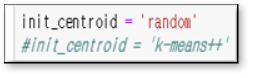 init_centroid = 'random'
#init_centroid = 'k-means++'